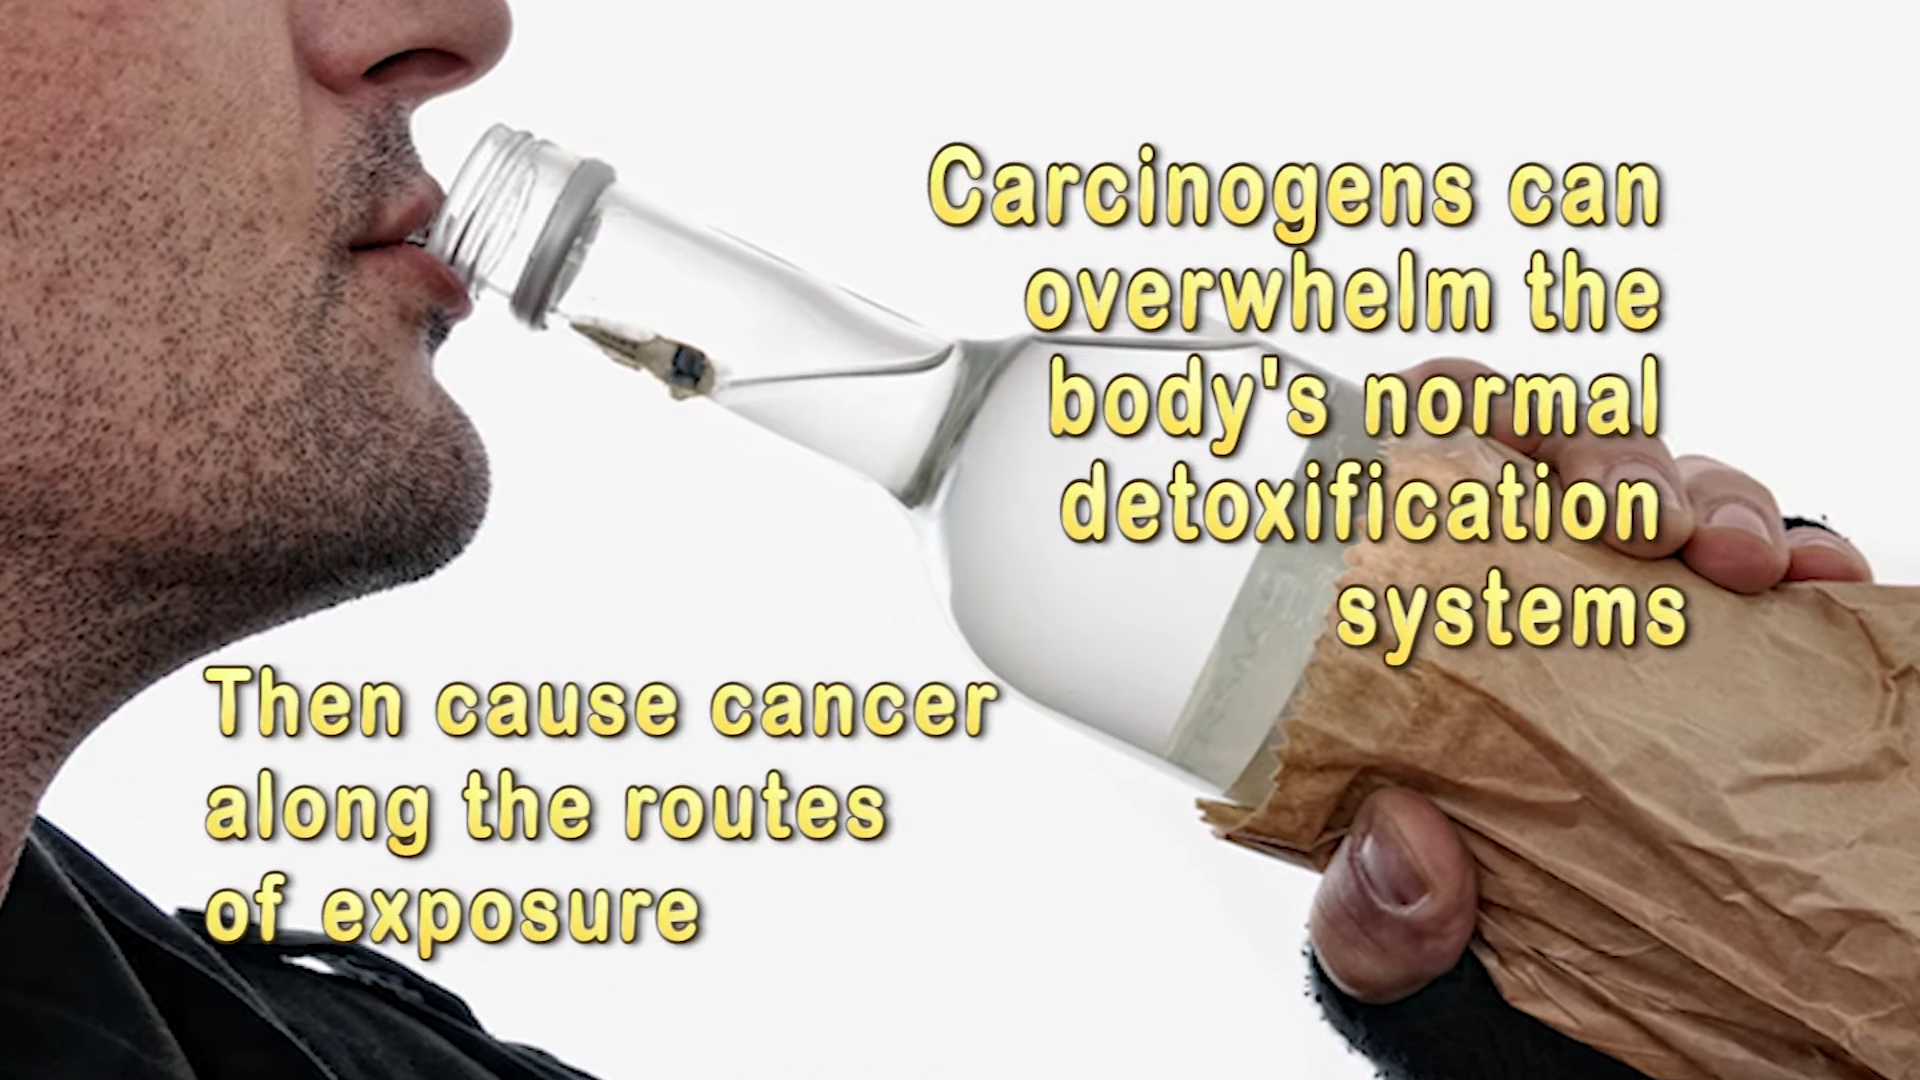 Carcinogens can
overwhelm the
body's normal
detoxification
systems
Then cause cancer
along the routes
of exposure